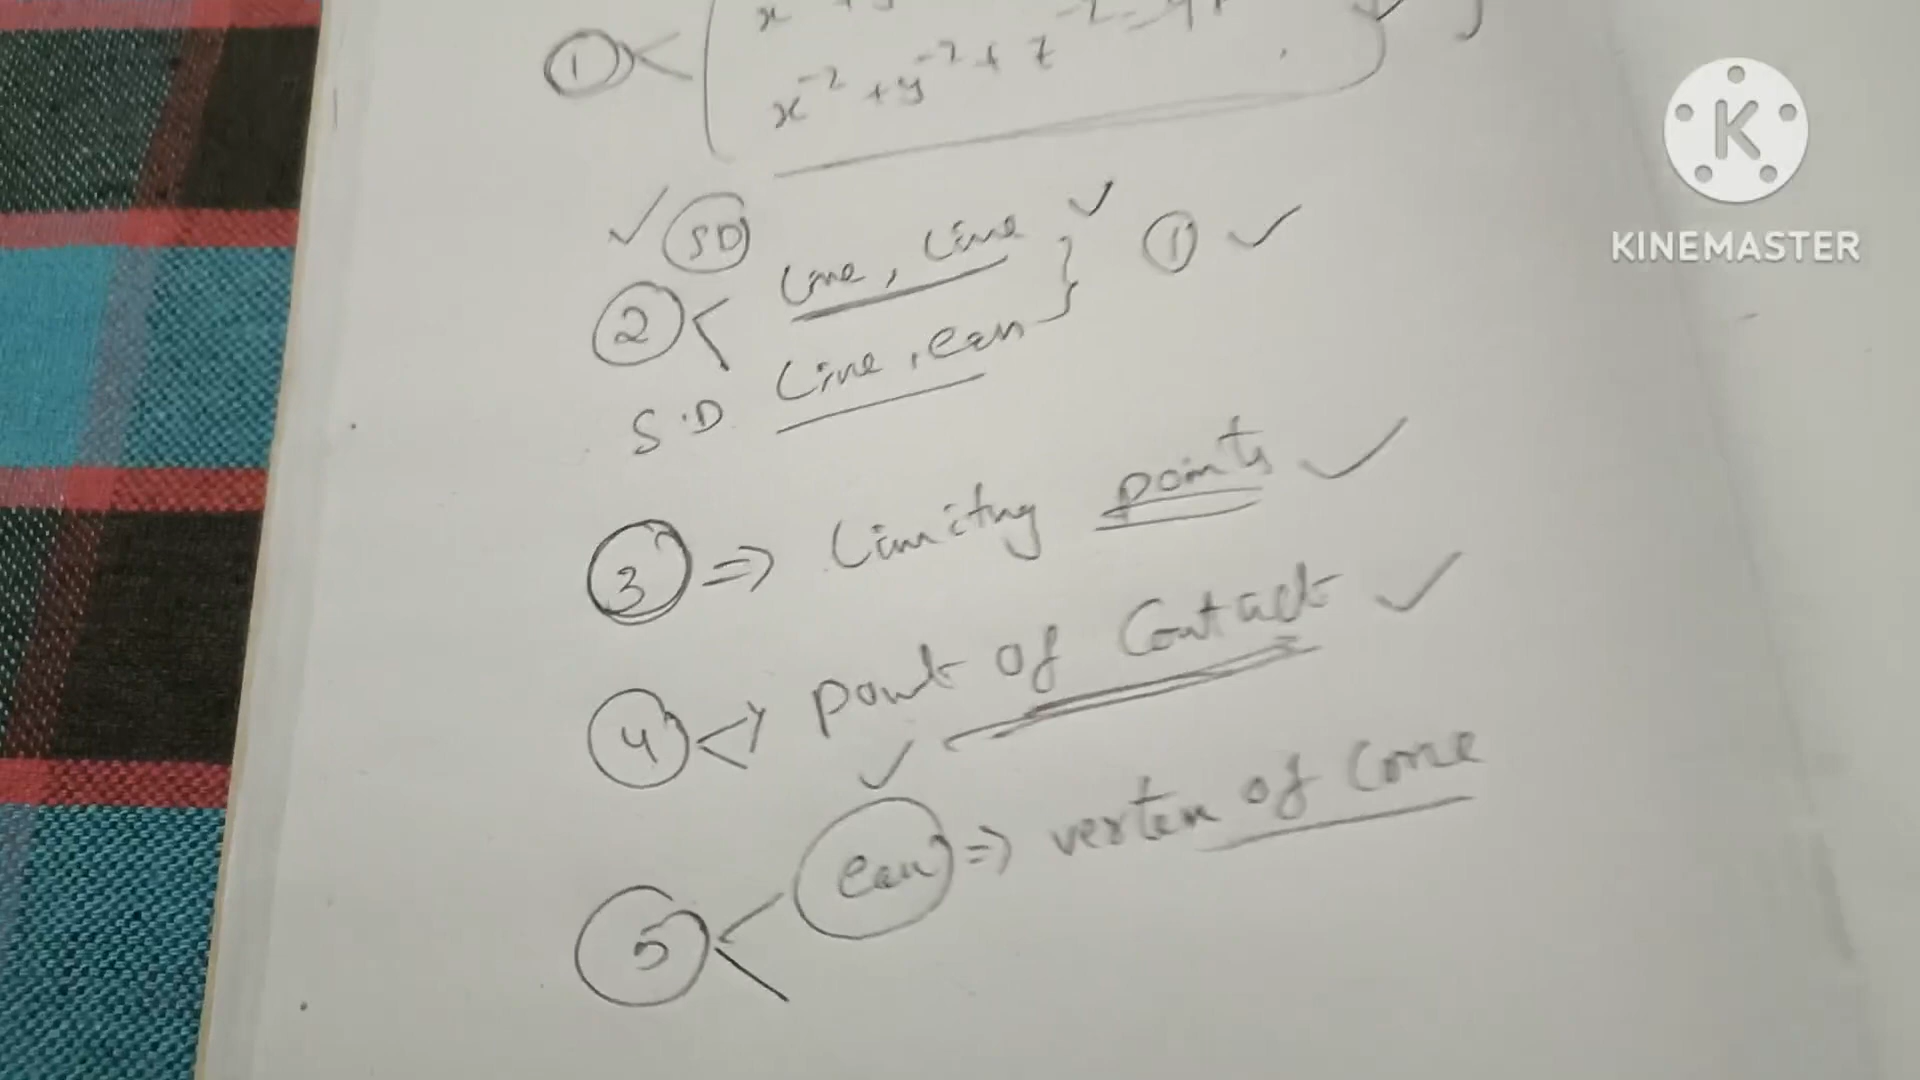 ①
x⁻² + y⁻² + z⁻²
✓ SD
② Line, Line ✓ ① ✓
S.D Line, eqn
③ => Limiting points ✓
④ Point of Contact ✓
✓
⑤ eqn => vertex of Cone
K
KINEMASTER